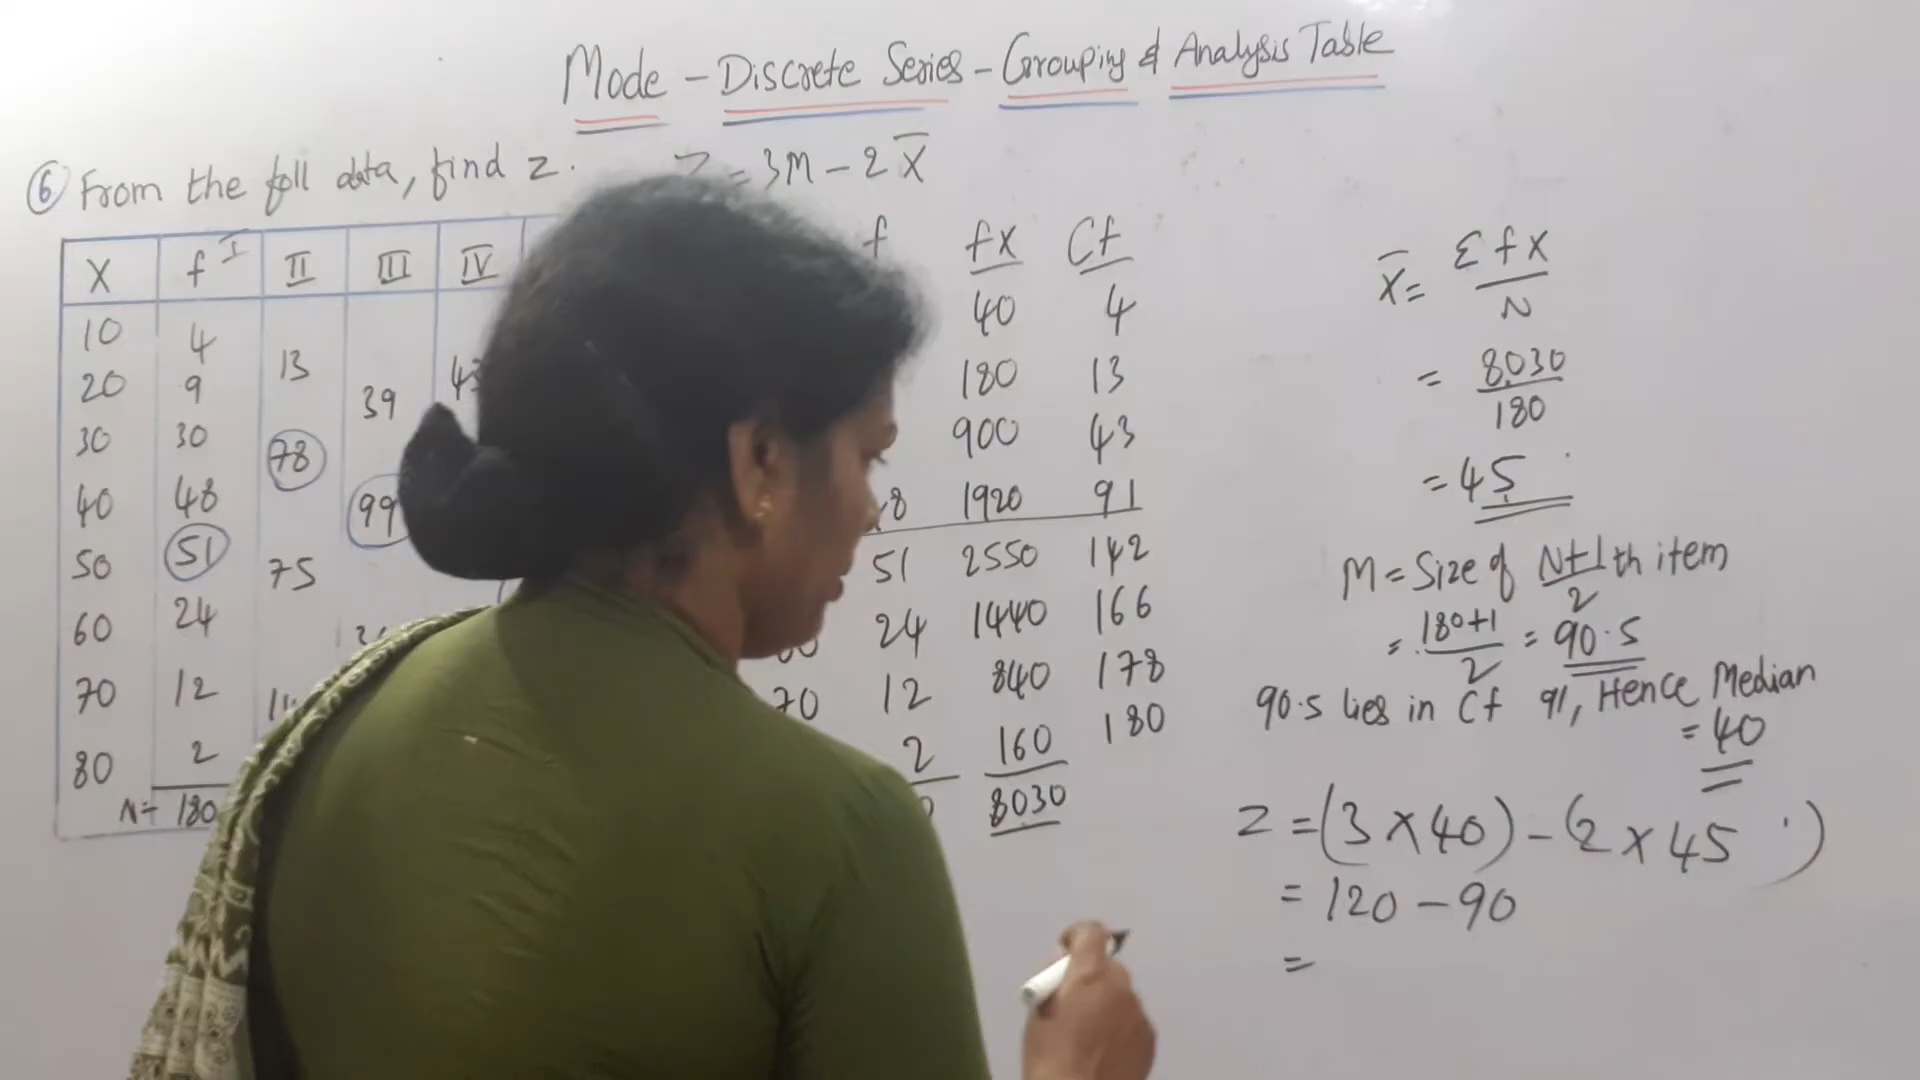 Mode - Discrete Series - Grouping & Analysis Table
6 From the foll data, find z. = 3M - 2 X̅
X f I II III IV
10 4
13
20 9 39
30 30 78
40 48 99
50 51 75
60 24
70 12
80 2
N = 180
f fX Cf
40 4
180 13
900 43
1920 91
51 2550 142
24 1440 166
70 12 840 178
2 160 180
8030
X̅ = Σ f X / N
= 8030 / 180
= 45
M = Size of N+1/2 th item
= 180+1 / 2 = 90.5
90.5 lies in Cf 91, Hence Median
= 40
Z = (3 X 40) - (2 X 45 )
= 120 - 90
=